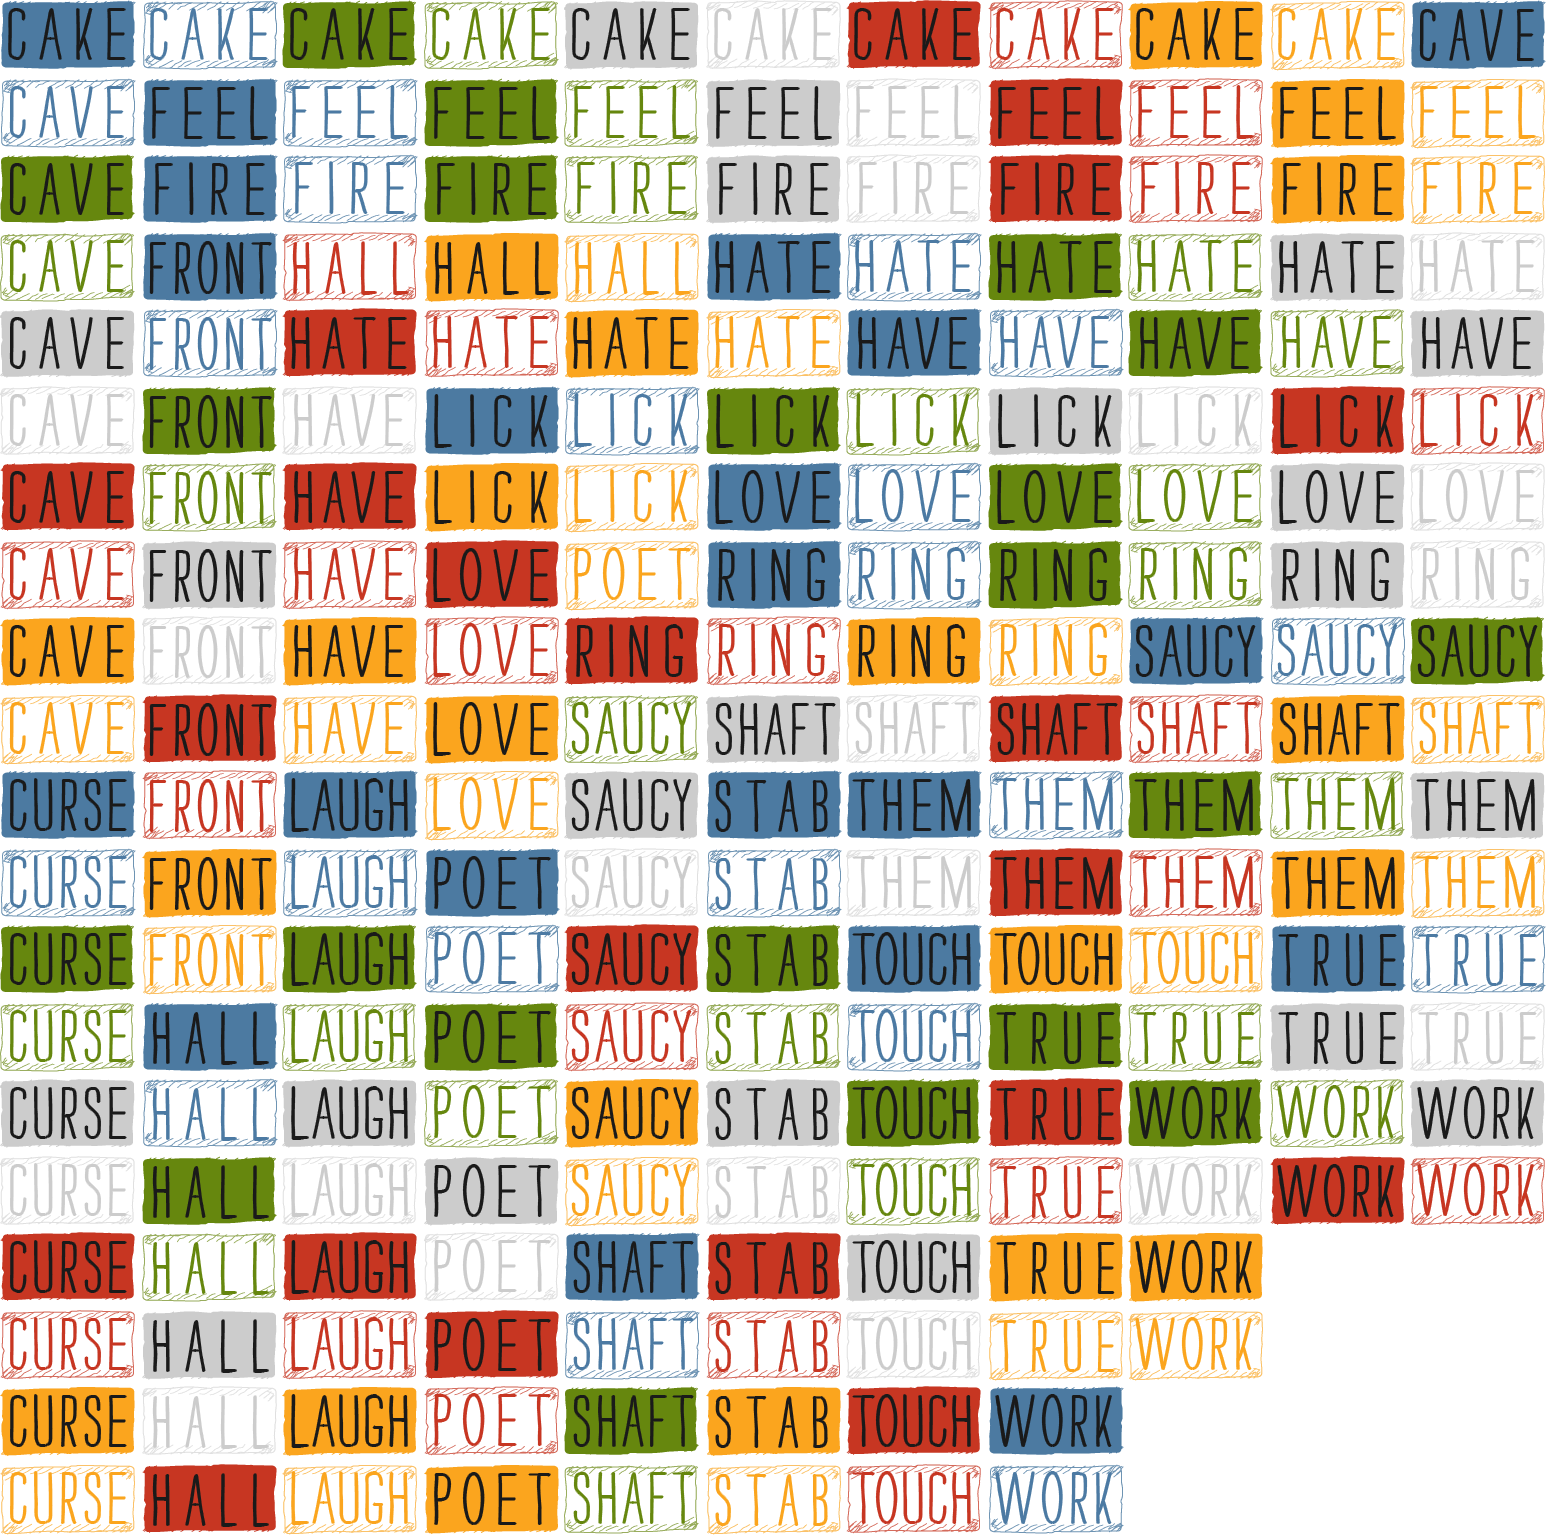 CAKE CAKE CAKE CAKE CAKE CAKE CAKE CAKE CAKE CAKE CAVE
CAVE FEEL FEEL FEEL FEEL FEEL FEEL FEEL FEEL FEEL FEEL
CAVE FIRE FIRE FIRE FIRE FIRE FIRE FIRE FIRE FIRE FIRE
CAVE FRONT HALL HALL HALL HATE HATE HATE HATE HATE HATE
CAVE FRONT HATE HATE HATE HATE HAVE HAVE HAVE HAVE HAVE
CAVE FRONT HAVE LICK LICK LICK LICK LICK LICK LICK LICK
CAVE FRONT HAVE LICK LICK LOVE LOVE LOVE LOVE LOVE LOVE
CAVE FRONT HAVE LOVE POET RING RING RING RING RING RING
CAVE FRONT HAVE LOVE RING RING RING RING SAUCY SAUCY SAUCY
CAVE FRONT HAVE LOVE SAUCY SHAFT SHAFT SHAFT SHAFT SHAFT SHAFT
CURSE FRONT LAUGH LOVE SAUCY STAB THEM THEM THEM THEM THEM
CURSE FRONT LAUGH POET SAUCY STAB THEM THEM THEM THEM THEM
CURSE FRONT LAUGH POET SAUCY STAB TOUCH TOUCH TOUCH TRUE TRUE
CURSE HALL LAUGH POET SAUCY STAB TOUCH TRUE TRUE TRUE TRUE
CURSE HALL LAUGH POET SAUCY STAB TOUCH TRUE WORK WORK WORK
CURSE HALL LAUGH POET SAUCY STAB TOUCH TRUE WORK WORK WORK
CURSE HALL LAUGH POET SHAFT STAB TOUCH TRUE WORK
CURSE HALL LAUGH POET SHAFT STAB TOUCH TRUE WORK
CURSE HALL LAUGH POET SHAFT STAB TOUCH WORK
CURSE HALL LAUGH POET SHAFT STAB TOUCH WORK